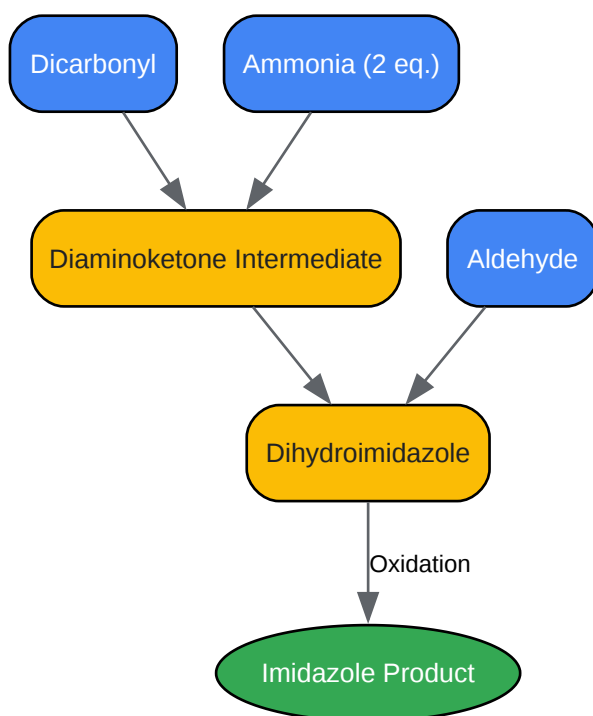 Dicarbonyl
Ammonia (2 eq.)
Diaminoketone Intermediate
Aldehyde
Dihydroimidazole
Oxidation
Imidazole Product